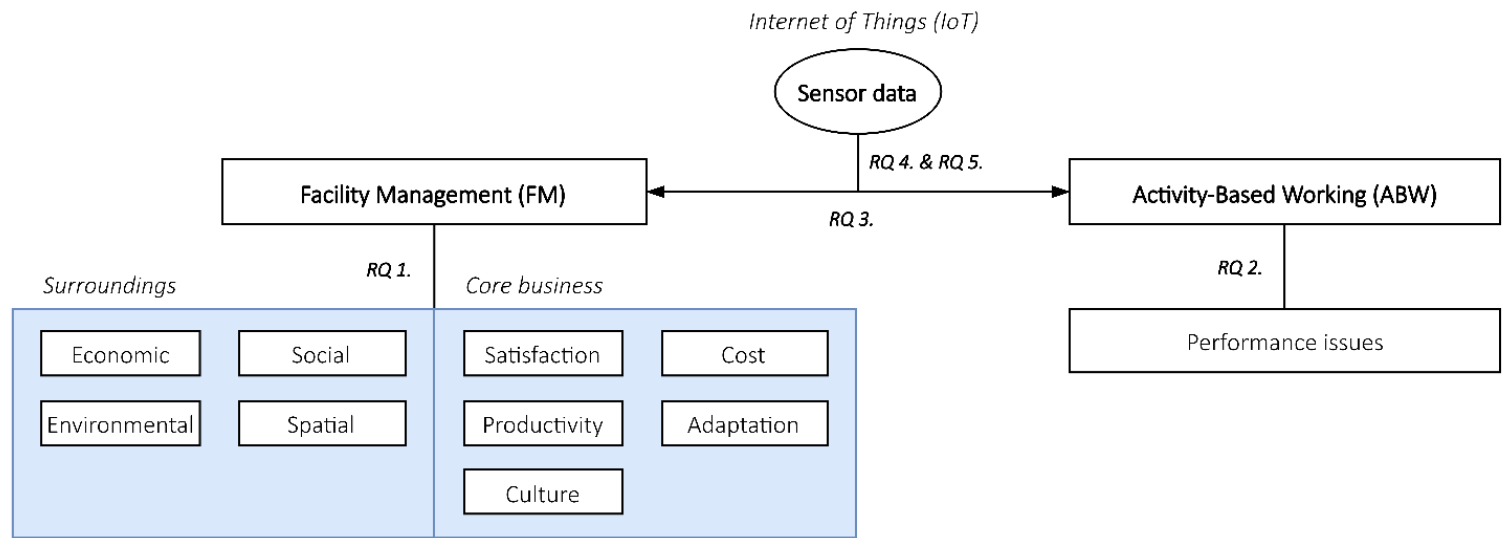 Internet of Things (IoT)
Sensor data
RQ 4. & RQ 5.
Facility Management (FM)
Activity-Based Working (ABW)
RQ 3.
RQ 1.
RQ 2.
Surroundings
Core business
Economic
Social
Satisfaction
Cost
Performance issues
Environmental
Spatial
Productivity
Adaptation
Culture